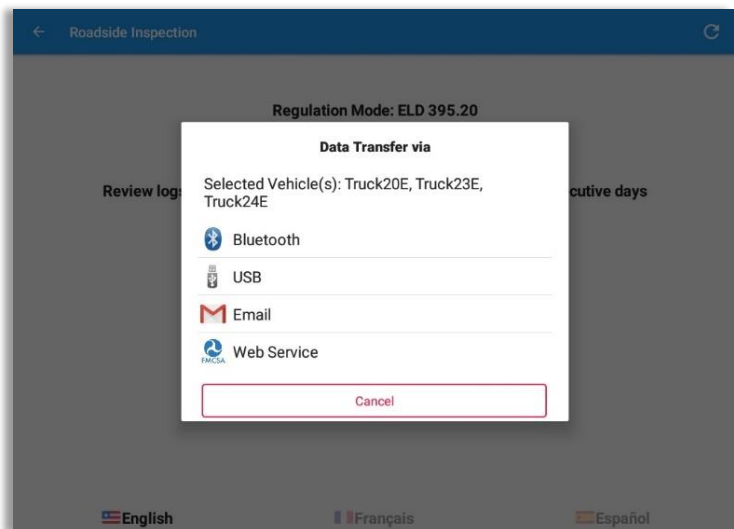 Roadside Inspection
Regulation Mode: ELD 395.20
Data Transfer via
Review log
cutive days
Selected Vehicle(s): Truck20E, Truck23E,
Truck24E
Bluetooth
USB
Email
FMCSA
Web Service
Cancel
English
Français
Español